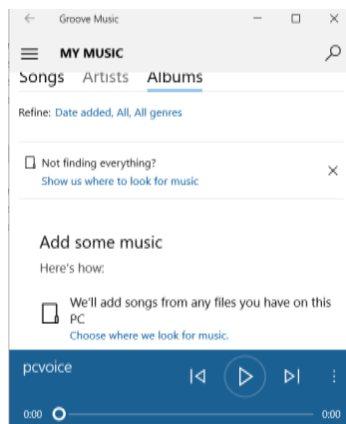 Groove Music
MY MUSIC
Songs Artists Albums
Refine: Date added, All, All genres
Not finding everything?
Show us where to look for music
Add some music
Here's how:
We'll add songs from any files you have on this
PC
Choose where we look for music.
pcvoice
0:00 0:00